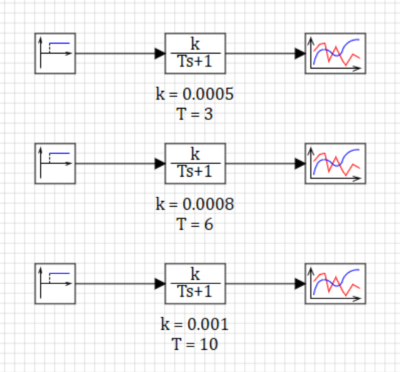 k
Ts+1
k = 0.0005
T = 3
k
Ts+1
k = 0.0008
T = 6
k
Ts+1
k = 0.001
T = 10